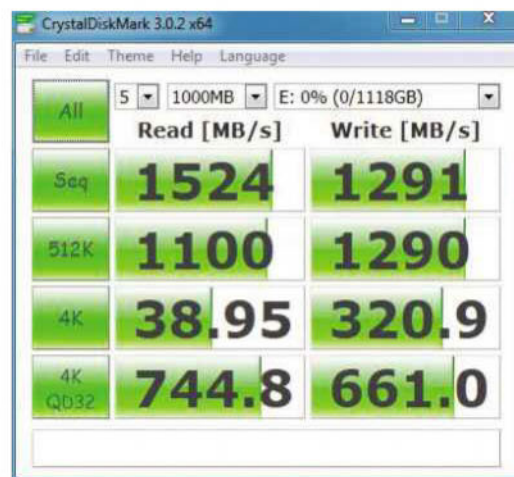 CrystalDiskMark 3.0.2 x64
File Edit Theme Help Language
All 5 1000MB E: 0% (0/1118GB)
Read [MB/s] Write [MB/s]
Seq 1524 1291
512K 1100 1290
4K 38.95 320.9
4K QD32 744.8 661.0